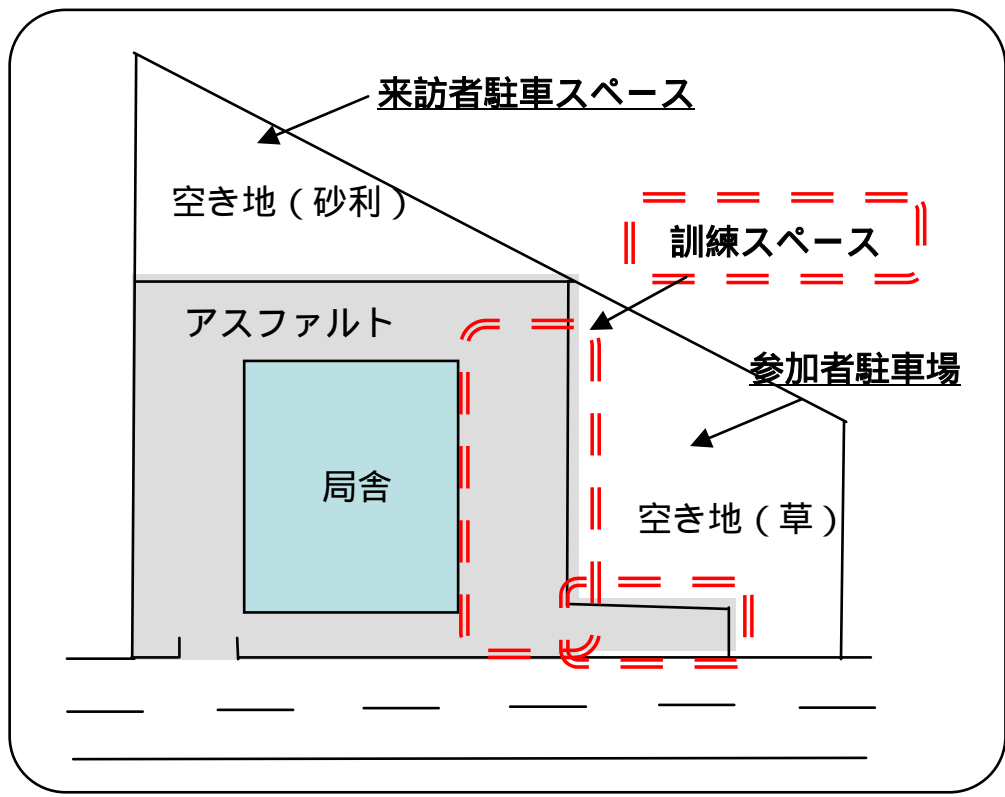 来訪者駐車スペース
空き地（砂利）
訓練スペース
アスファルト
参加者駐車場
局舎
空き地（草）